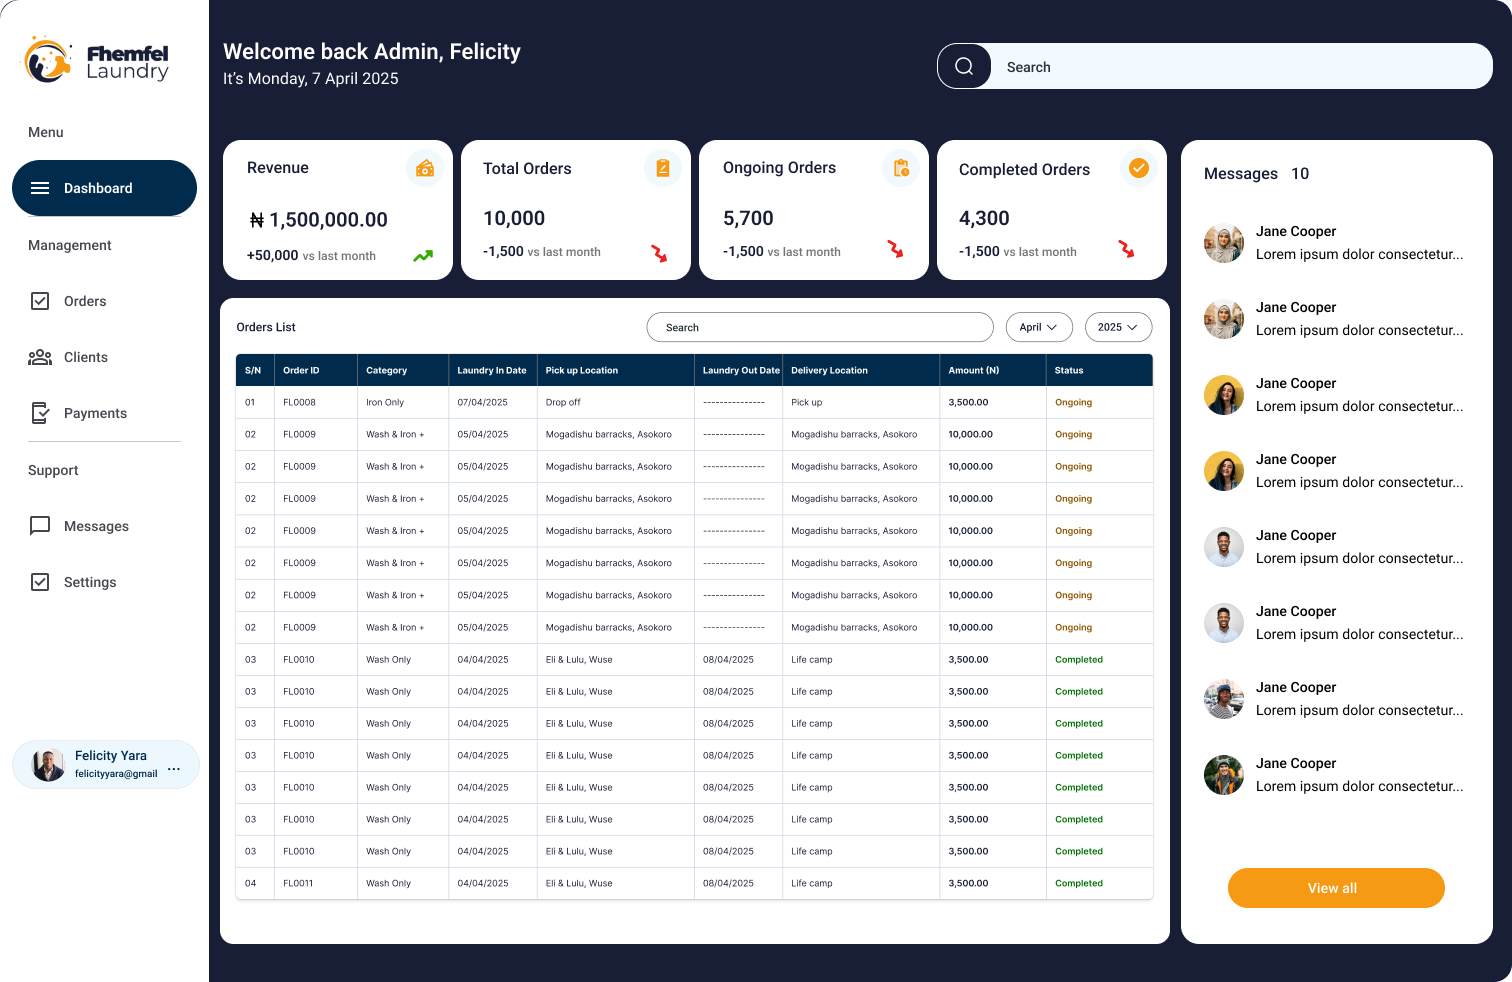 Fhemfel
Laundry
Menu
Dashboard
Management
Orders
Clients
Payments
Support
Messages
Settings
Felicity Yara
felicityyara@gmail
...
Welcome back Admin, Felicity
It's Monday, 7 April 2025
Search
Revenue
₦ 1,500,000.00
+50,000 vs last month
Total Orders
10,000
-1,500 vs last month
Ongoing Orders
5,700
-1,500 vs last month
Completed Orders
4,300
-1,500 vs last month
Orders List
Search
April
2025
S/N Order ID Category Laundry In Date Pick up Location Laundry Out Date Delivery Location Amount (N) Status
01 FL0008 Iron Only 07/04/2025 Drop off --------------- Pick up 3,500.00 Ongoing
02 FL0009 Wash & Iron + 05/04/2025 Mogadishu barracks, Asokoro --------------- Mogadishu barracks, Asokoro 10,000.00 Ongoing
02 FL0009 Wash & Iron + 05/04/2025 Mogadishu barracks, Asokoro --------------- Mogadishu barracks, Asokoro 10,000.00 Ongoing
02 FL0009 Wash & Iron + 05/04/2025 Mogadishu barracks, Asokoro --------------- Mogadishu barracks, Asokoro 10,000.00 Ongoing
02 FL0009 Wash & Iron + 05/04/2025 Mogadishu barracks, Asokoro --------------- Mogadishu barracks, Asokoro 10,000.00 Ongoing
02 FL0009 Wash & Iron + 05/04/2025 Mogadishu barracks, Asokoro --------------- Mogadishu barracks, Asokoro 10,000.00 Ongoing
02 FL0009 Wash & Iron + 05/04/2025 Mogadishu barracks, Asokoro --------------- Mogadishu barracks, Asokoro 10,000.00 Ongoing
02 FL0009 Wash & Iron + 05/04/2025 Mogadishu barracks, Asokoro --------------- Mogadishu barracks, Asokoro 10,000.00 Ongoing
03 FL0010 Wash Only 04/04/2025 Eli & Lulu, Wuse 08/04/2025 Life camp 3,500.00 Completed
03 FL0010 Wash Only 04/04/2025 Eli & Lulu, Wuse 08/04/2025 Life camp 3,500.00 Completed
03 FL0010 Wash Only 04/04/2025 Eli & Lulu, Wuse 08/04/2025 Life camp 3,500.00 Completed
03 FL0010 Wash Only 04/04/2025 Eli & Lulu, Wuse 08/04/2025 Life camp 3,500.00 Completed
03 FL0010 Wash Only 04/04/2025 Eli & Lulu, Wuse 08/04/2025 Life camp 3,500.00 Completed
03 FL0010 Wash Only 04/04/2025 Eli & Lulu, Wuse 08/04/2025 Life camp 3,500.00 Completed
03 FL0010 Wash Only 04/04/2025 Eli & Lulu, Wuse 08/04/2025 Life camp 3,500.00 Completed
04 FL0011 Wash Only 04/04/2025 Eli & Lulu, Wuse 08/04/2025 Life camp 3,500.00 Completed
Messages 10
Jane Cooper
Lorem ipsum dolor consectetur...
Jane Cooper
Lorem ipsum dolor consectetur...
Jane Cooper
Lorem ipsum dolor consectetur...
Jane Cooper
Lorem ipsum dolor consectetur...
Jane Cooper
Lorem ipsum dolor consectetur...
Jane Cooper
Lorem ipsum dolor consectetur...
Jane Cooper
Lorem ipsum dolor consectetur...
Jane Cooper
Lorem ipsum dolor consectetur...
View all